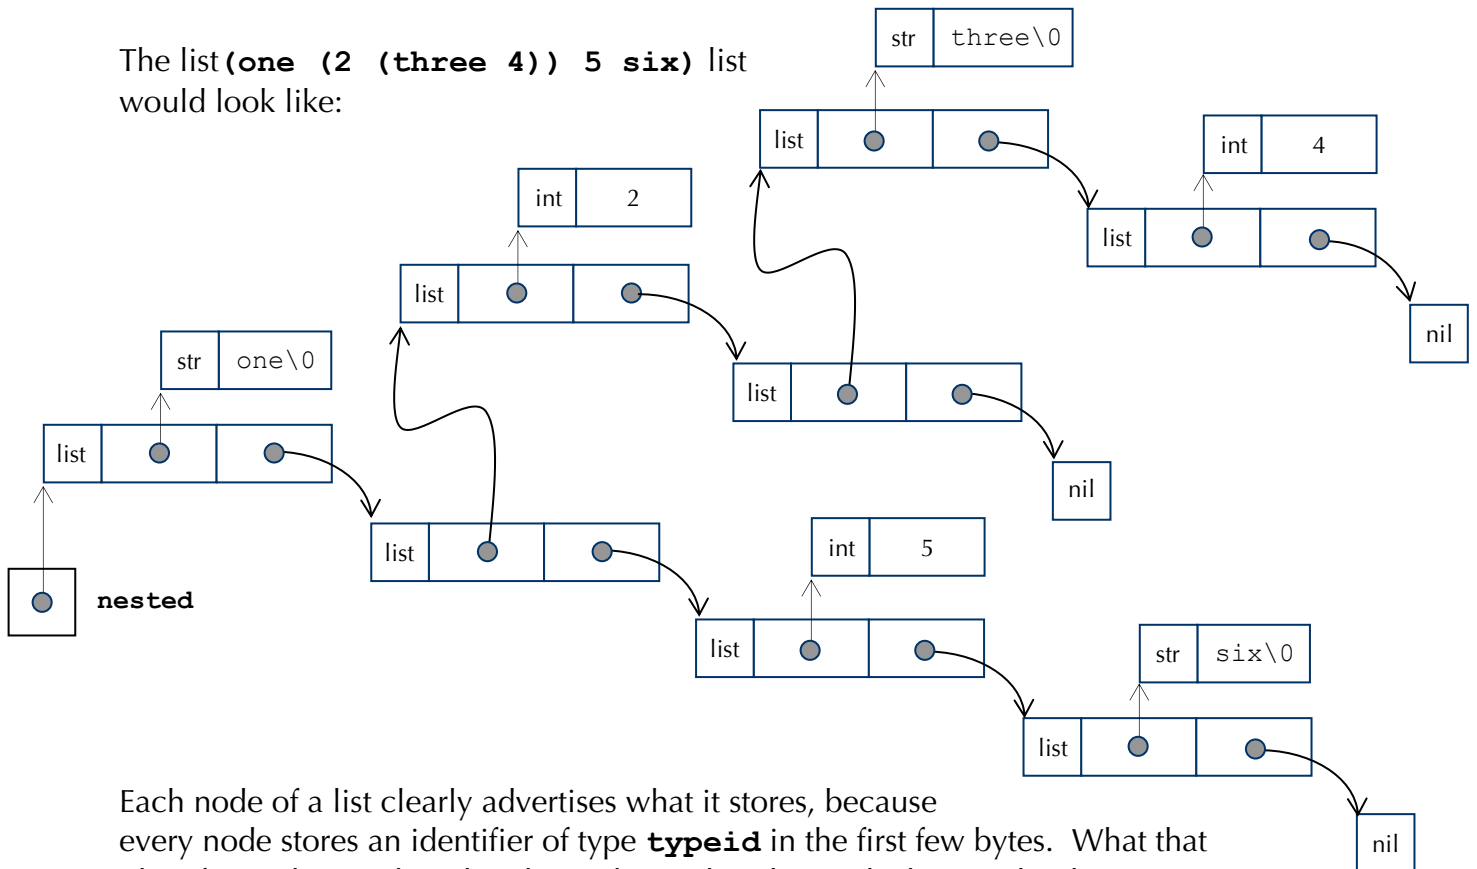 The list (one (2 (three 4)) 5 six) list
would look like:
str three\0
list
int 4
list
nil
int 2
list
list
nil
str one\0
list
nested
list
int 5
list
str six\0
list
nil
Each node of a list clearly advertises what it stores, because
every node stores an identifier of type typeid in the first few bytes. What that